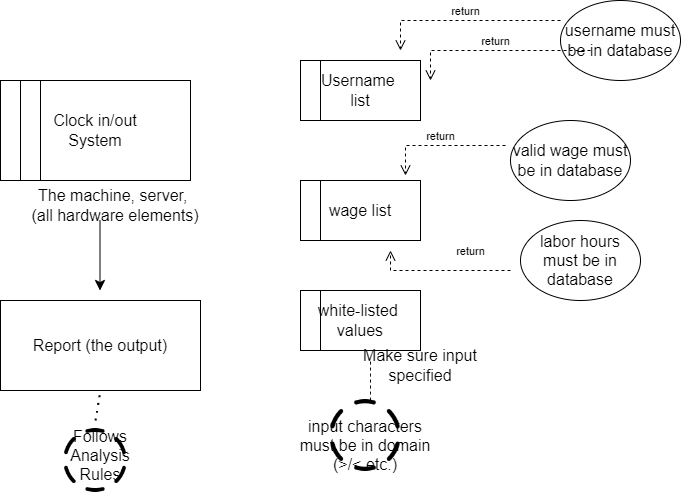 return
username must
be in database
return
Username
list
Clock in/out
System
return
valid wage must
be in database
The machine, server,
(all hardware elements)
wage list
labor hours
must be in
database
return
white-listed
values
Report (the output)
Make sure input
specified
Follows
Analysis
Rules
input characters
must be in domain
(>/< etc.)